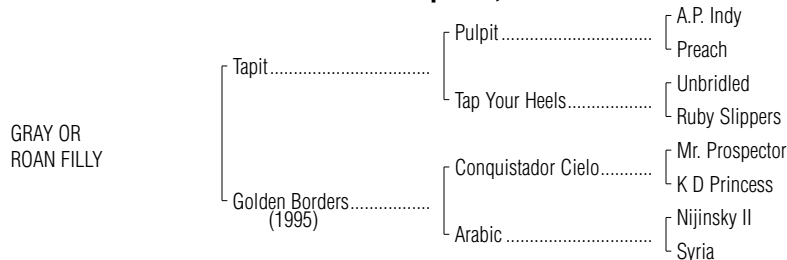 A.P. Indy
Pulpit
Preach
Tapit
Unbridled
Tap Your Heels
Ruby Slippers
GRAY OR
ROAN FILLY
Mr. Prospector
Conquistador Cielo
K D Princess
Golden Borders
(1995)
Nijinsky II
Arabic
Syria